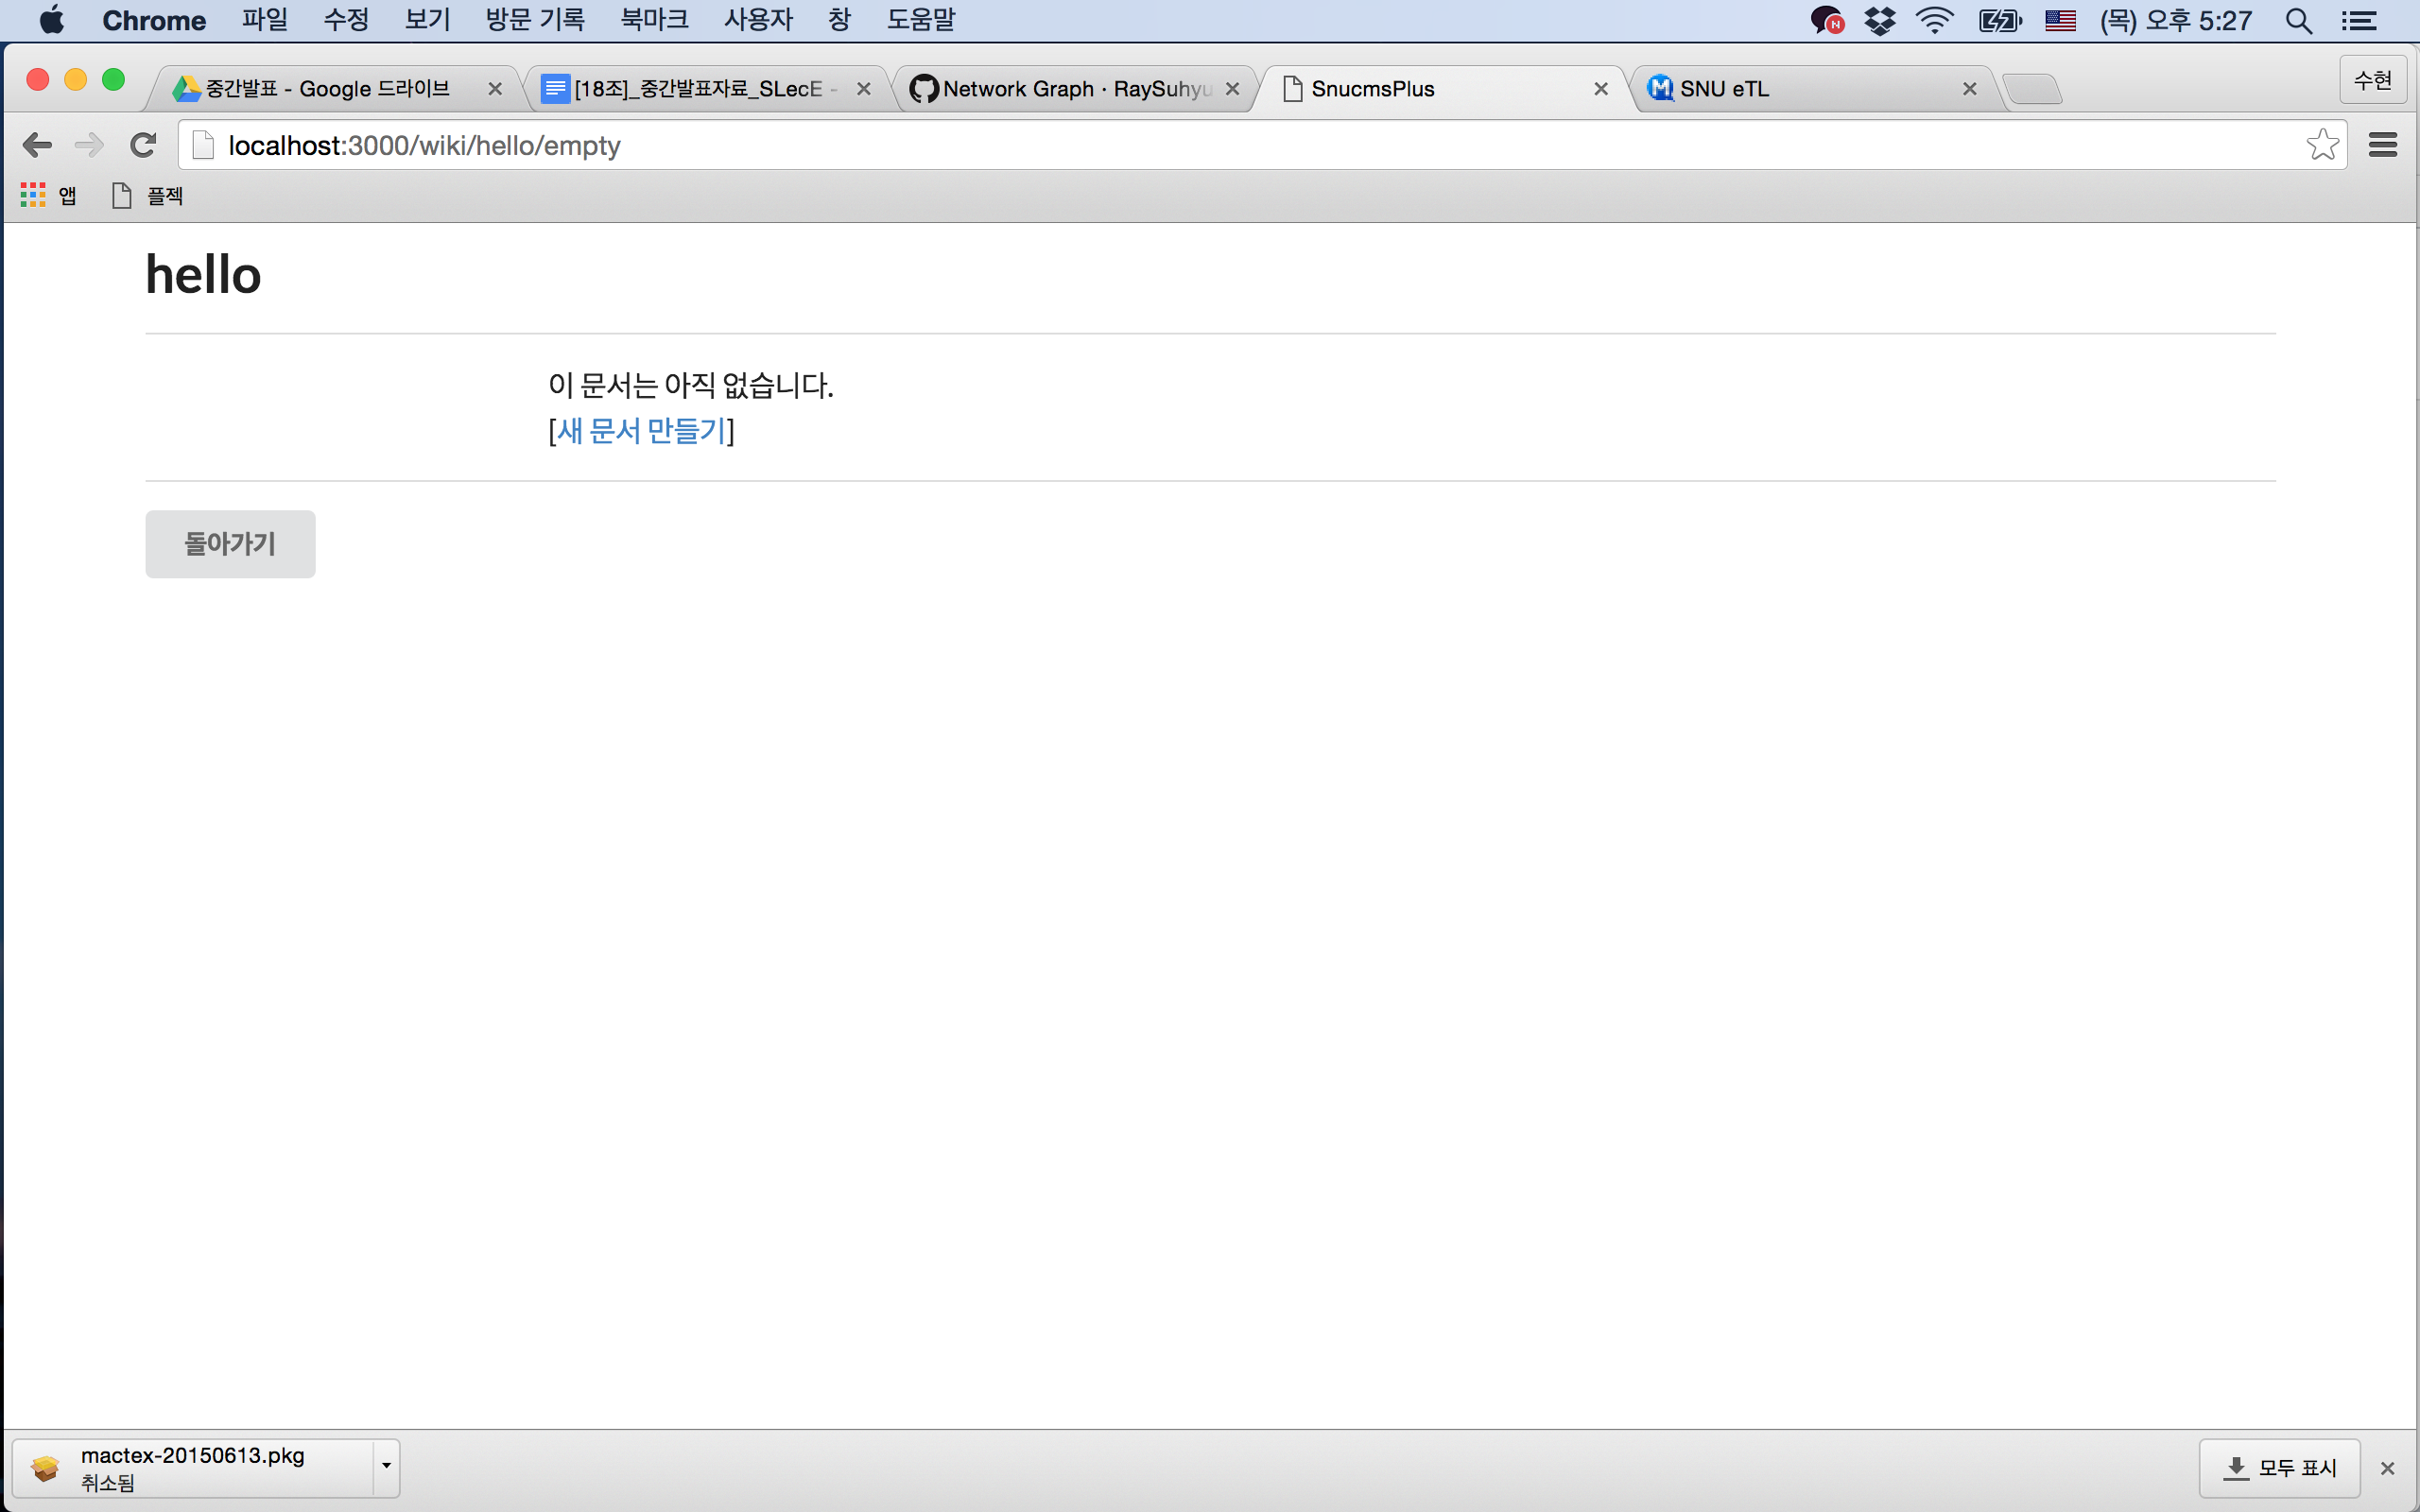 Chrome 파일 수정 보기 방문 기록 북마크 사용자 창 도움말 N (목) 오후 5:27
중간발표 - Google 드라이브 [18조]_중간발표자료_SLecE - Network Graph · RaySuhyu SnucmsPlus M SNU eTL 수현
localhost:3000/wiki/hello/empty
앱 플젝
hello
이 문서는 아직 없습니다.
[새 문서 만들기]
돌아가기
mactex-20150613.pkg
취소됨
모두 표시